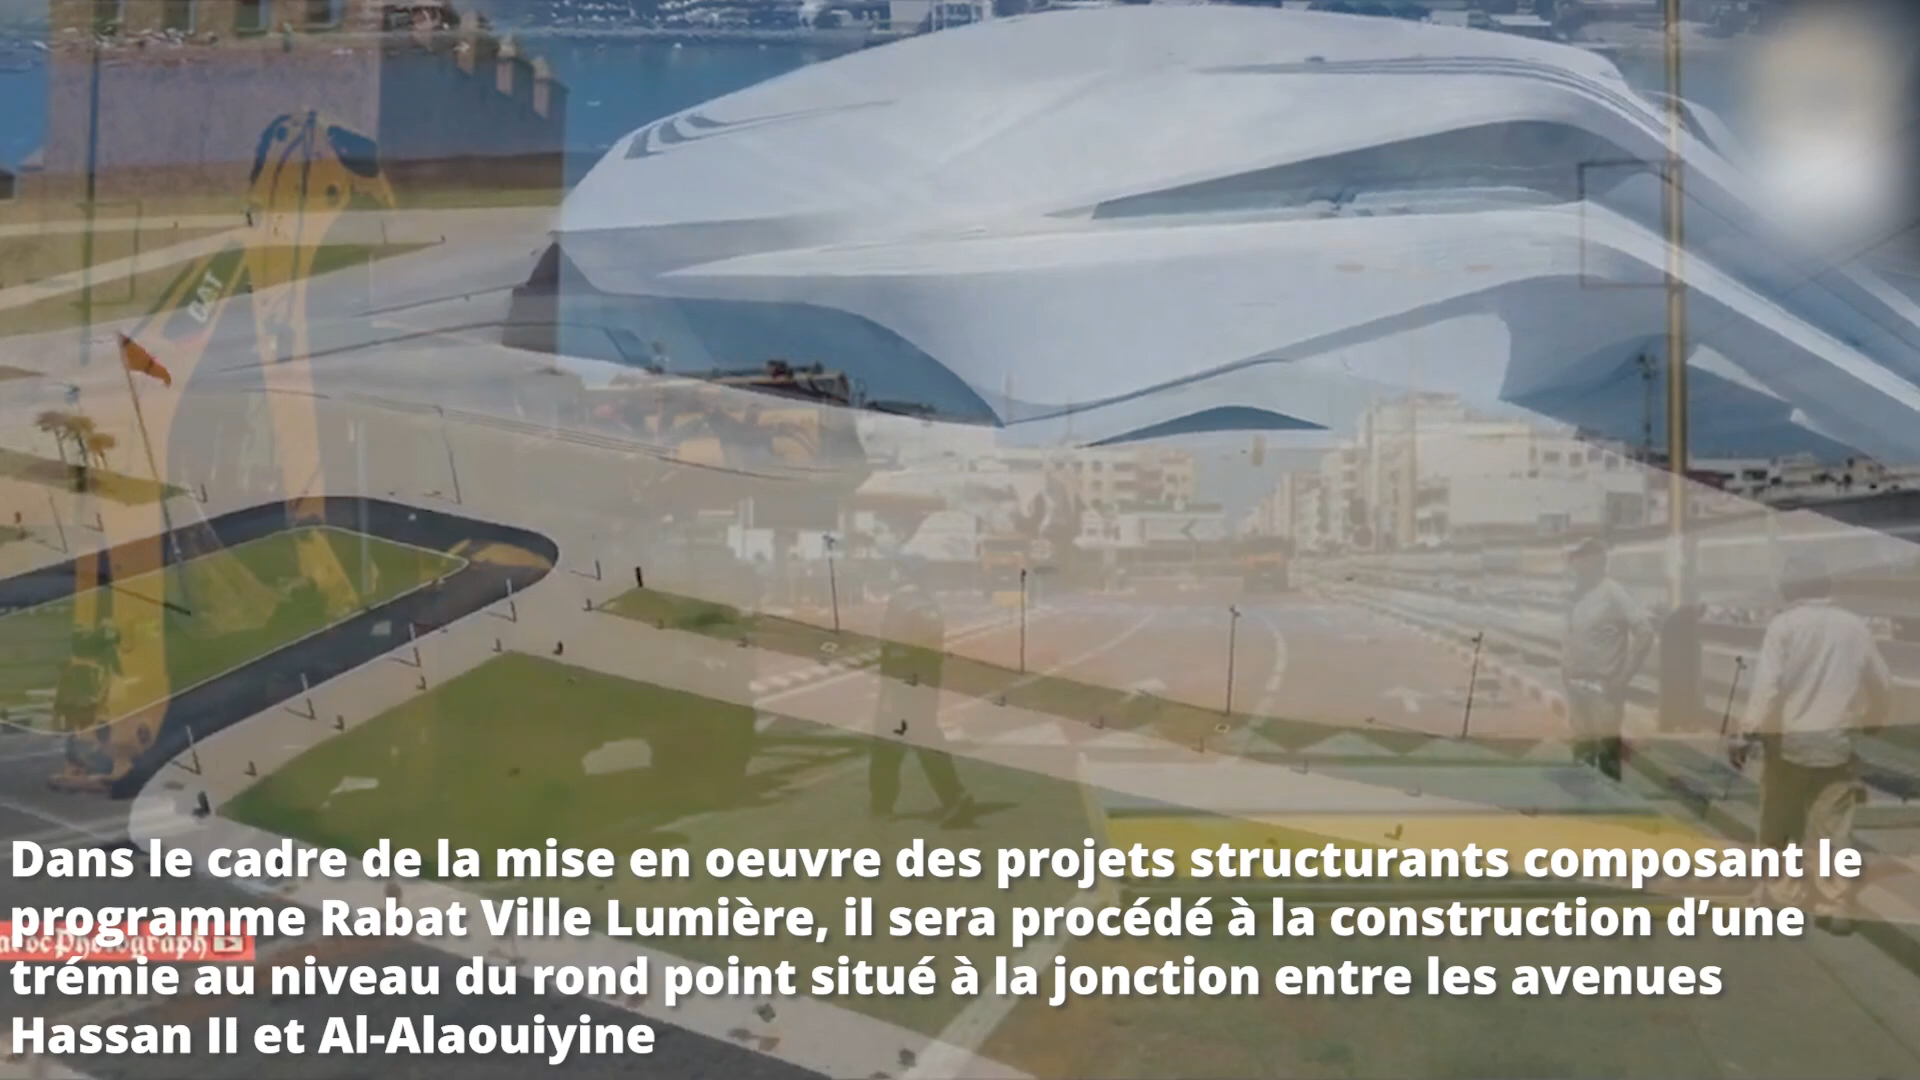 CAT
Dans le cadre de la mise en oeuvre des projets structurants composant le
programme Rabat Ville Lumière, il sera procédé à la construction d’une
arocPhotograph
trémie au niveau du rond point situé à la jonction entre les avenues
Hassan II et Al-Alaouiyine